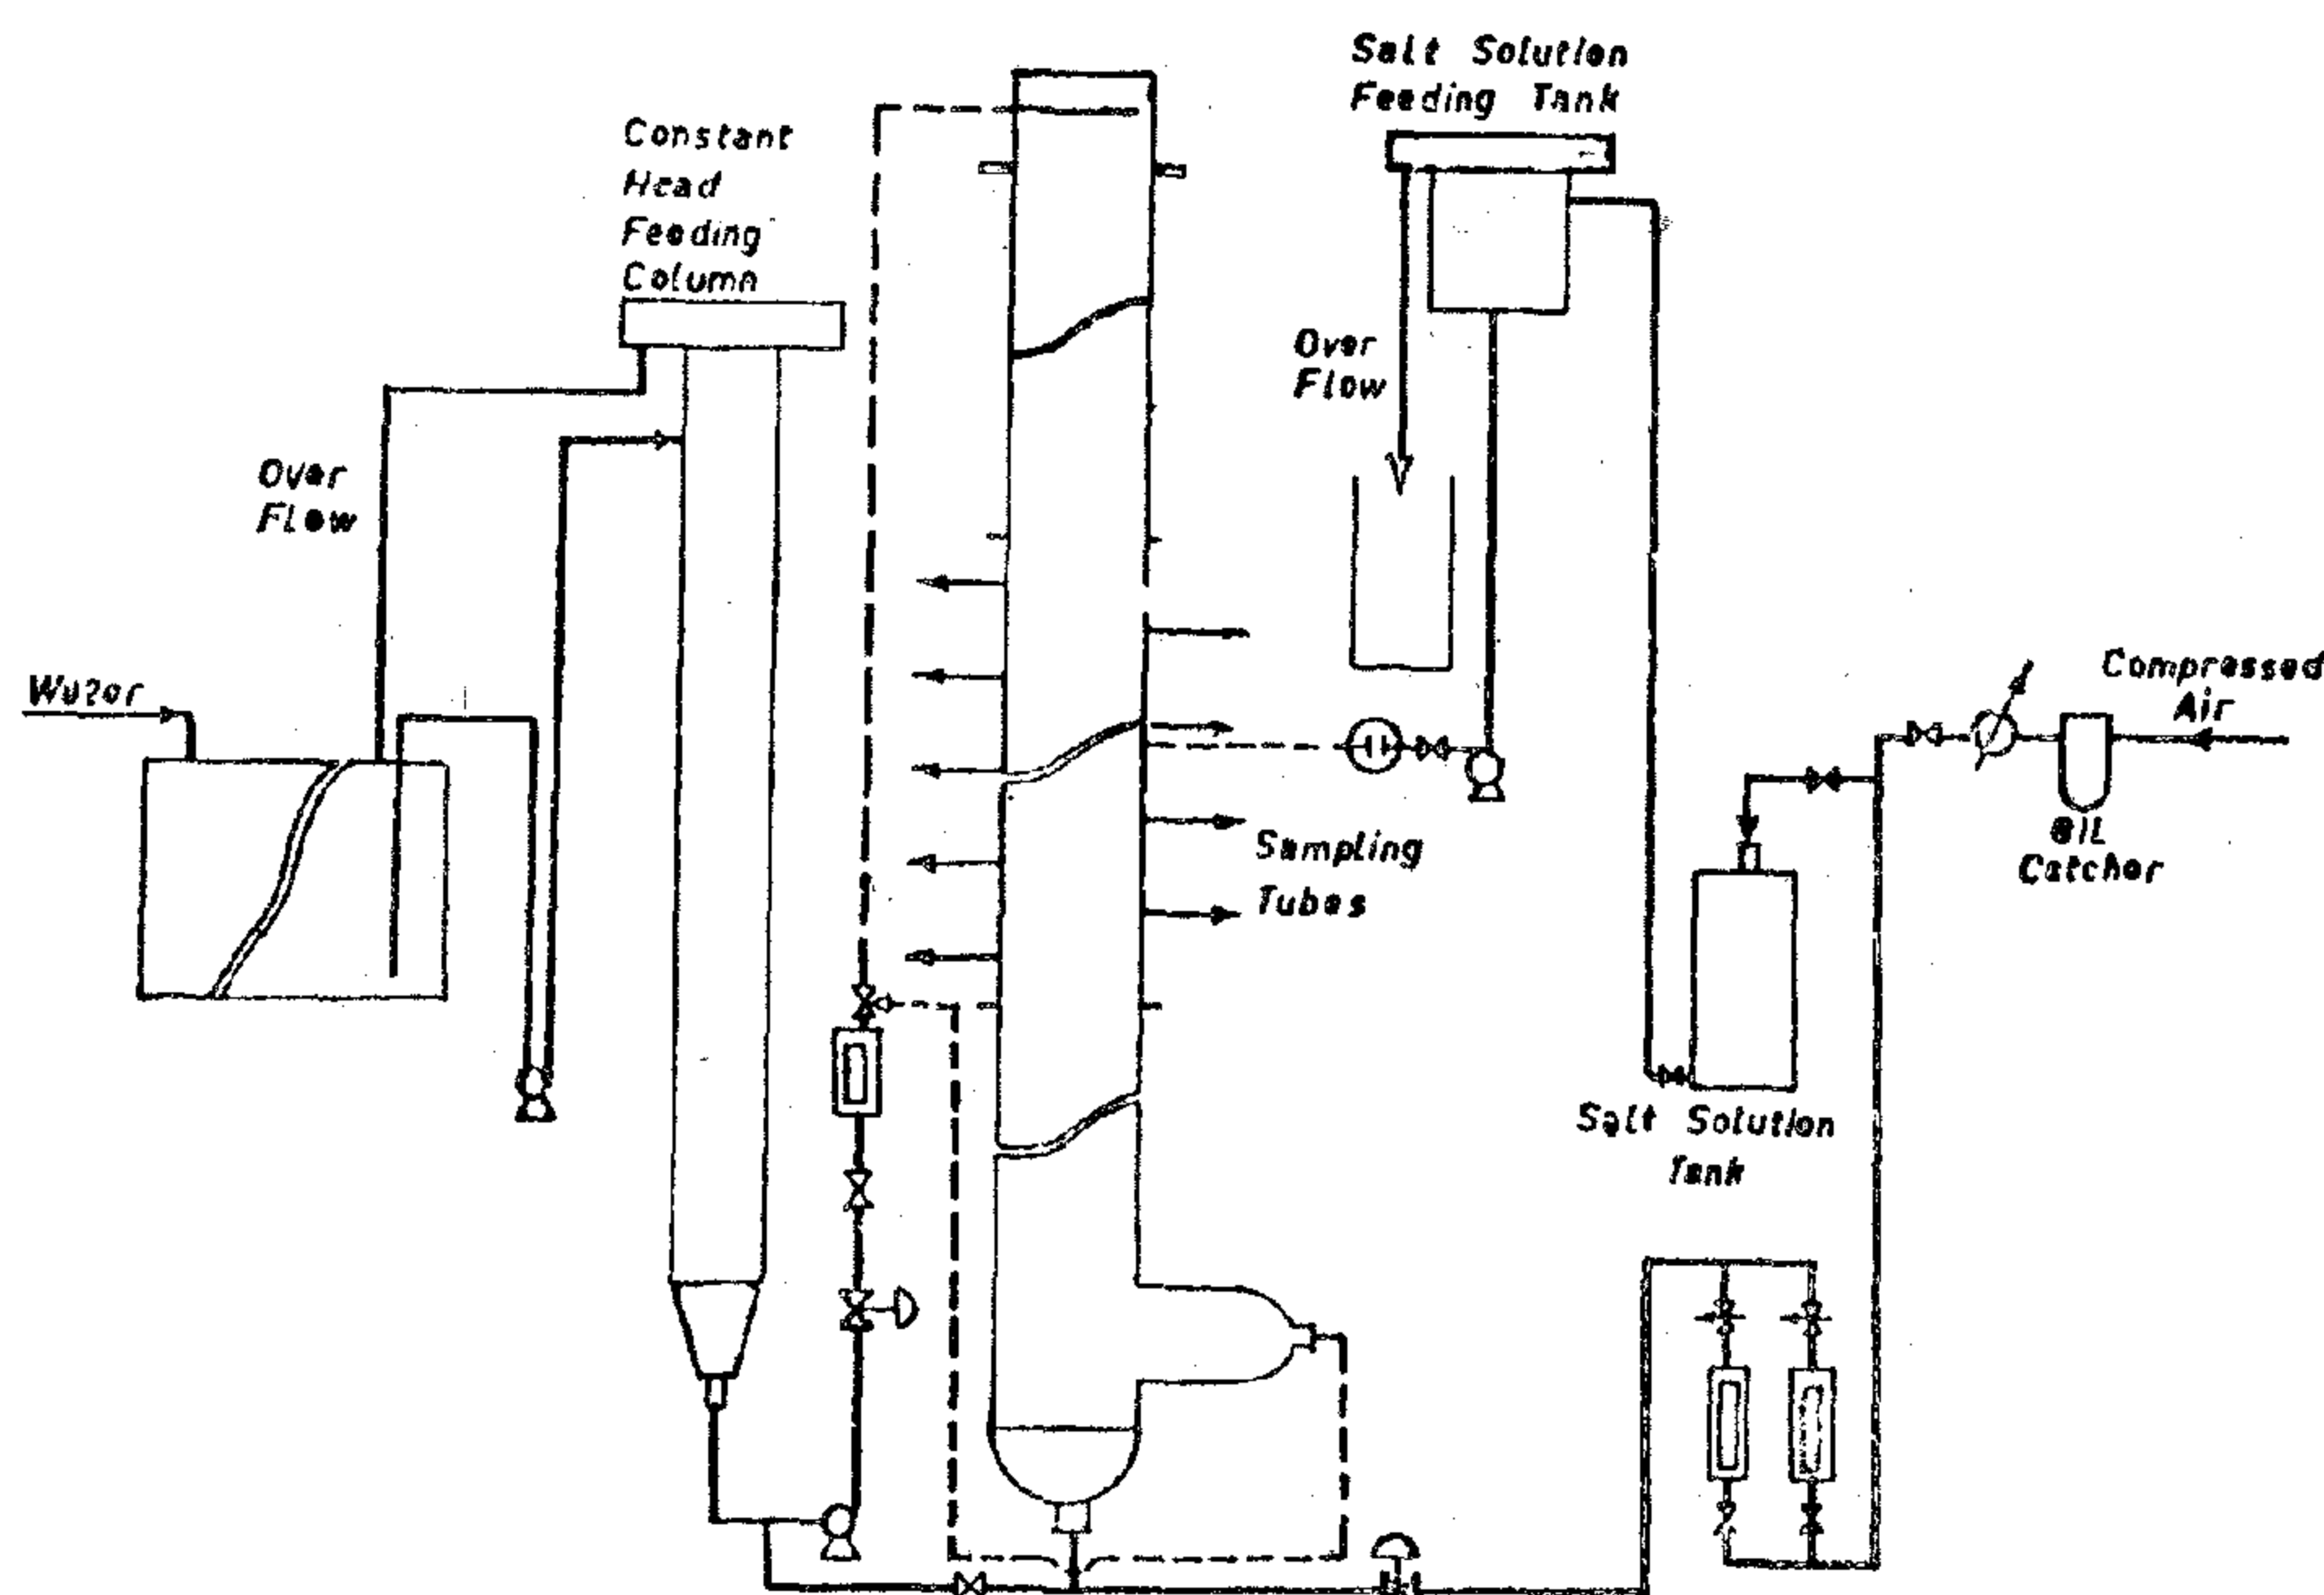 Salt Solution
Feeding Tank
Constant
Head
Feeding
Column
Over
Flow
Over
Flow
Water
Compressed
Air
Oil
Catcher
Sampling
Tubes
Salt Solution
Tank